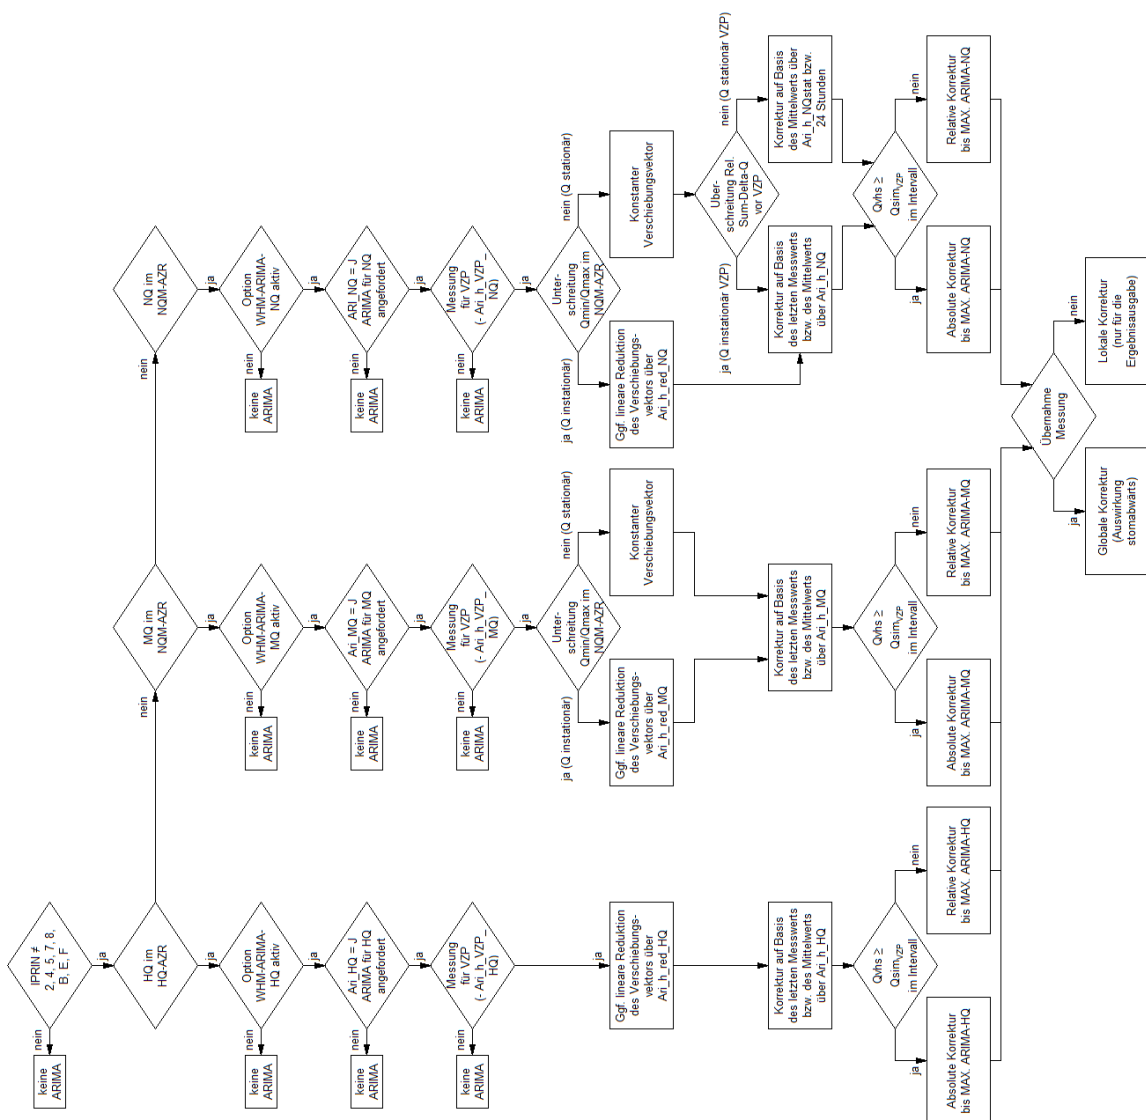 IPRIN ≠
2, 4, 5, 7, 8,
B, E, F
nein
keine
ARIMA
ja
HQ im
HQ-AZR
nein
MQ im
NQM-AZR
nein
NQ im
NQM-AZR
ja
Option
WHM-ARIMA-
HQ aktiv
nein
keine
ARIMA
ja
Ari_HQ = J
ARIMA für HQ
angefordert
nein
keine
ARIMA
ja
Messung
für VZP
(- Ari_h_VZP_
HQ)
nein
keine
ARIMA
ja
Ggf. lineare Reduktion
des Verschiebungs-
vektors über
Ari_h_red_HQ
Korrektur auf Basis
des letzten Messwerts
bzw. des Mittelwerts
über Ari_h_HQ
Qvhs ≥
QsimVZP
im Intervall
ja
nein
Absolute Korrektur
bis MAX. ARIMA-HQ
Relative Korrektur
bis MAX. ARIMA-HQ
ja
Option
WHM-ARIMA-
MQ aktiv
nein
keine
ARIMA
ja
Ari_MQ = J
ARIMA für MQ
angefordert
nein
keine
ARIMA
ja
Messung
für VZP
(- Ari_h_VZP_
MQ)
nein
keine
ARIMA
ja
Unter-
schreitung
Qmin/Qmax im
NQM-AZR
ja (Q instationär)
nein (Q stationär)
Ggf. lineare Reduktion
des Verschiebungs-
vektors über
Ari_h_red_MQ
Konstanter
Verschiebungsvektor
Korrektur auf Basis
des letzten Messwerts
bzw. des Mittelwerts
über Ari_h_MQ
Qvhs ≥
QsimVZP
im Intervall
ja
nein
Absolute Korrektur
bis MAX. ARIMA-MQ
Relative Korrektur
bis MAX. ARIMA-MQ
ja
Option
WHM-ARIMA-
NQ aktiv
nein
keine
ARIMA
ja
ARI_NQ = J
ARIMA für NQ
angefordert
nein
keine
ARIMA
ja
Messung
für VZP
(- Ari_h_VZP_
NQ)
nein
keine
ARIMA
ja
Unter-
schreitung
Qmin/Qmax im
NQM-AZR
ja (Q instationär)
nein (Q stationär)
Ggf. lineare Reduktion
des Verschiebungs-
vektors über
Ari_h_red_NQ
Konstanter
Verschiebungsvektor
Über-
schreitung Rel.
Sum-Delta-Q
vor VZP
ja (Q instationär VZP)
nein (Q stationär VZP)
Korrektur auf Basis
des letzten Messwerts
bzw. des Mittelwerts
über Ari_h_NQ
Korrektur auf Basis
des Mittelwerts über
Ari_h_NQstat bzw.
24 Stunden
Qvhs ≥
QsimVZP
im Intervall
ja
nein
Absolute Korrektur
bis MAX. ARIMA-NQ
Relative Korrektur
bis MAX. ARIMA-NQ
Übernahme
Messung
ja
nein
Globale Korrektur
(Auswirkung
stomabwärts)
Lokale Korrektur
(nur für die
Ergebnisausgabe)